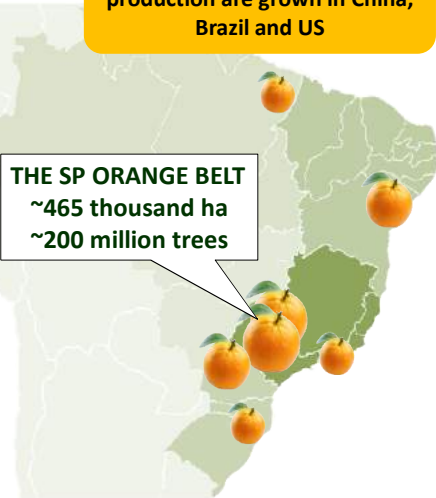 production are grown in China,
Brazil and US
THE SP ORANGE BELT
~465 thousand ha
~200 million trees